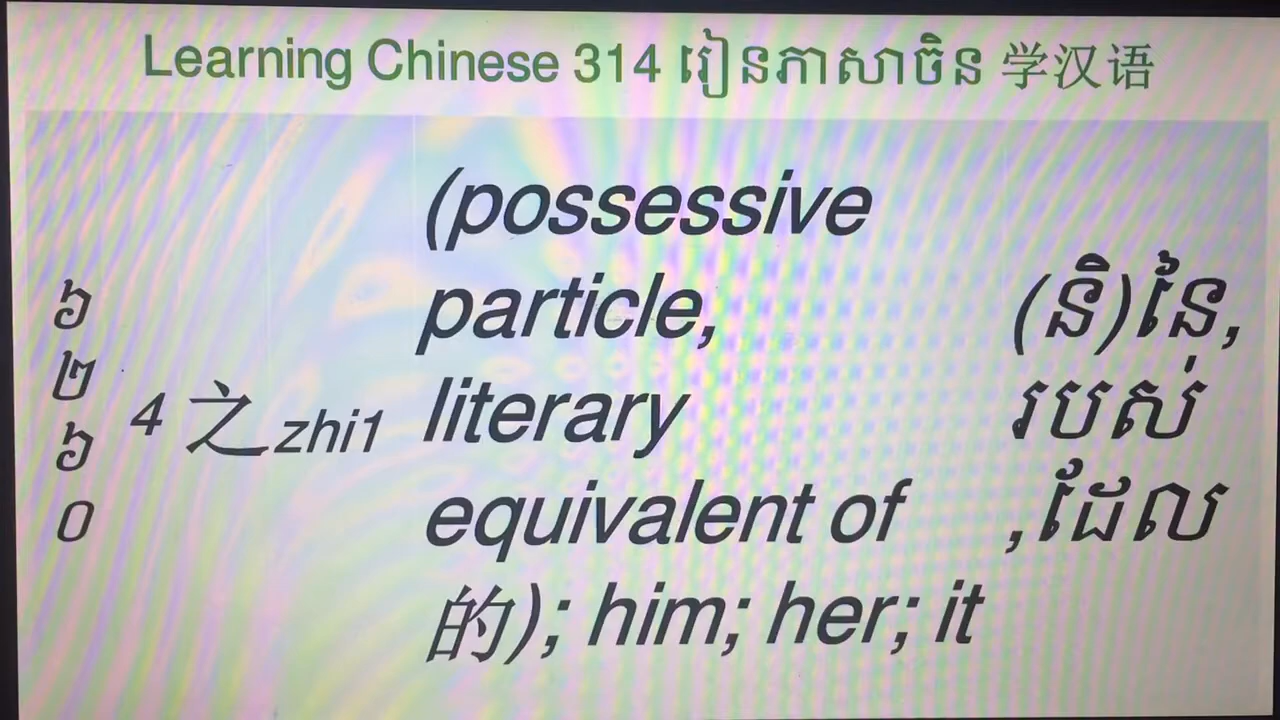 Learning Chinese 314 រៀនភាសាចិន 学汉语
៦
២
៦
០
4 之 zhi1
(possessive
particle,
literary
equivalent of
的); him; her; it
(និ)នៃ,
របស់
,ដែល